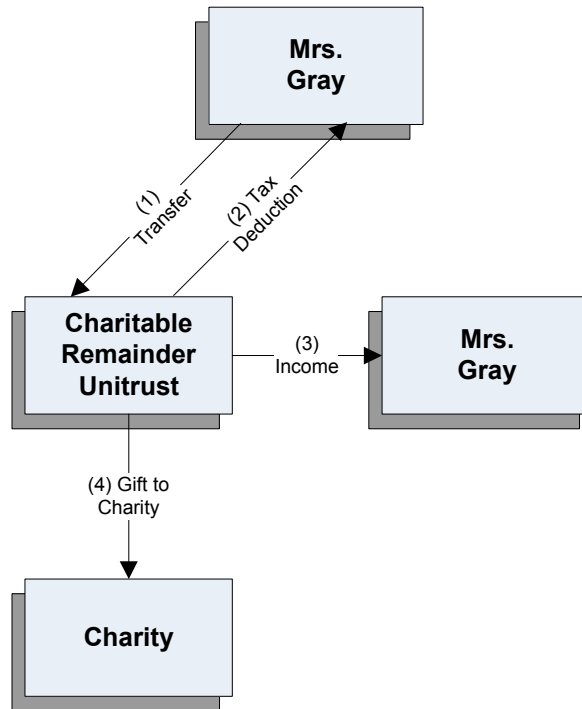 Mrs.
Gray
(1)
Transfer
(2) Tax
Deduction
Charitable
Remainder
Unitrust
(3)
Income
Mrs.
Gray
(4) Gift to
Charity
Charity